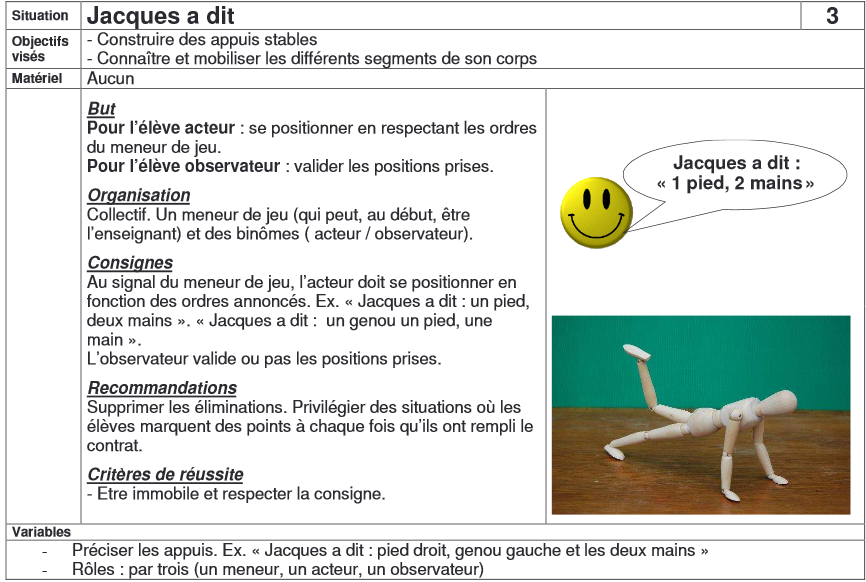 Situation Jacques a dit 3
Objectifs visés
- Construire des appuis stables
- Connaître et mobiliser les différents segments de son corps
Matériel Aucun
But
Pour l'élève acteur : se positionner en respectant les ordres
du meneur de jeu.
Pour l'élève observateur : valider les positions prises.
Organisation
Collectif. Un meneur de jeu (qui peut, au début, être
l'enseignant) et des binômes ( acteur / observateur).
Consignes
Au signal du meneur de jeu, l'acteur doit se positionner en
fonction des ordres annoncés. Ex. « Jacques a dit : un pied,
deux mains ». « Jacques a dit : un genou un pied, une
main ».
L'observateur valide ou pas les positions prises.
Recommandations
Supprimer les éliminations. Privilégier des situations où les
élèves marquent des points à chaque fois qu'ils ont rempli le
contrat.
Critères de réussite
- Etre immobile et respecter la consigne.
Jacques a dit :
« 1 pied, 2 mains »
Variables
- Préciser les appuis. Ex. « Jacques a dit : pied droit, genou gauche et les deux mains »
- Rôles : par trois (un meneur, un acteur, un observateur)